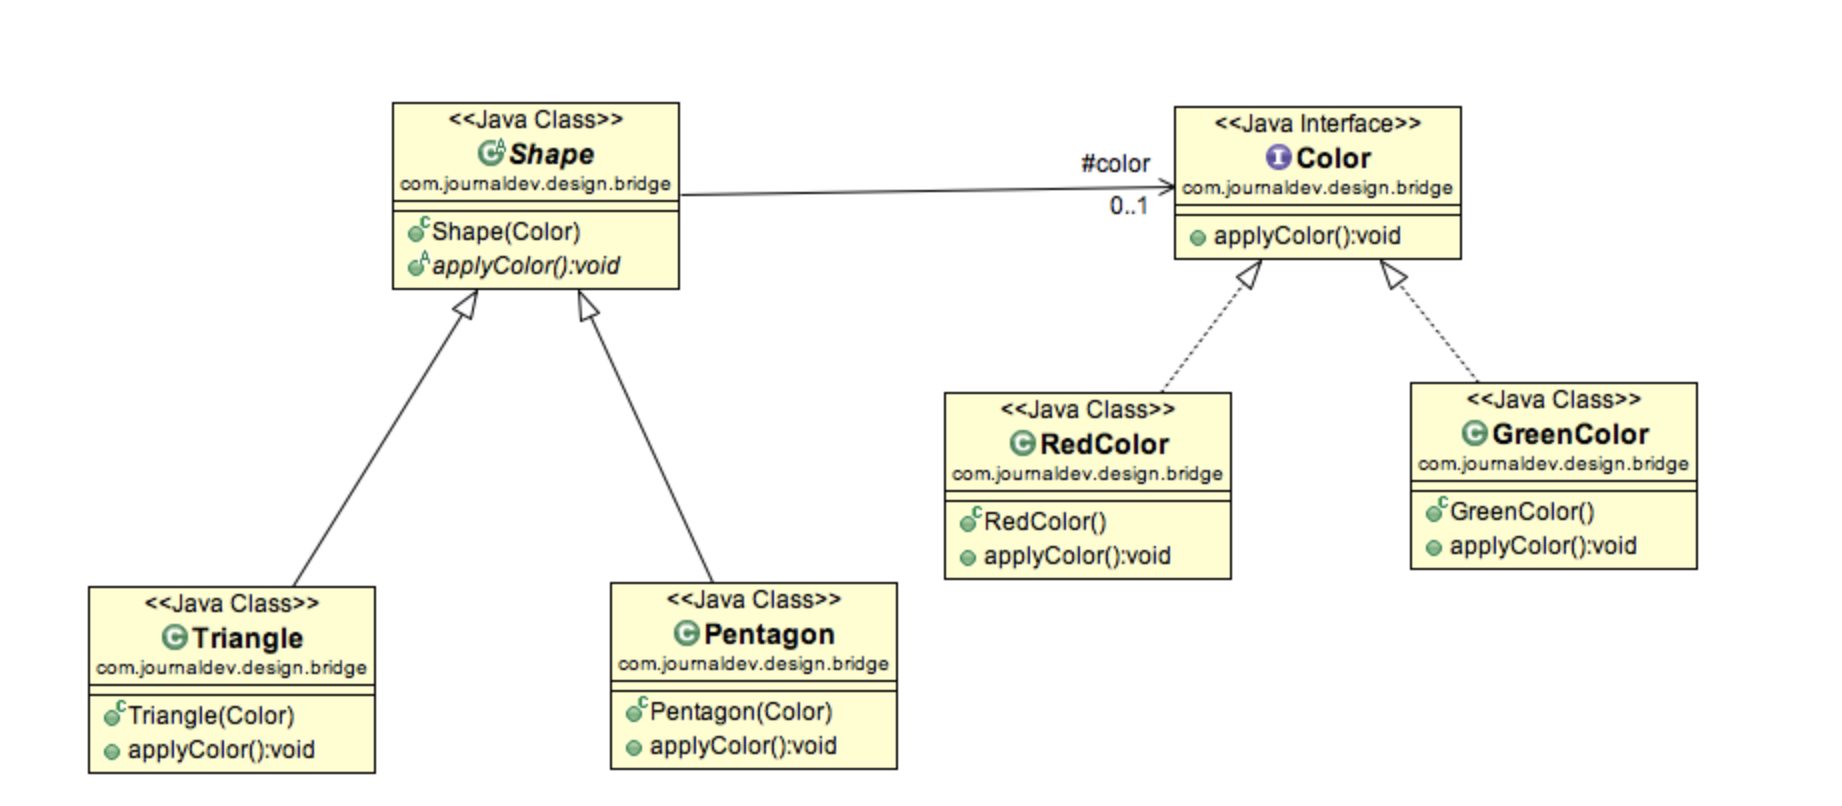 <<Java Class>>
Shape
com.journaldev.design.bridge
Shape(Color)
applyColor():void
#color
0..1
<<Java Interface>>
Color
com.journaldev.design.bridge
applyColor():void
<<Java Class>>
RedColor
com.journaldev.design.bridge
RedColor()
applyColor():void
<<Java Class>>
GreenColor
com.journaldev.design.bridge
GreenColor()
applyColor():void
<<Java Class>>
Triangle
com.journaldev.design.bridge
Triangle(Color)
applyColor():void
<<Java Class>>
Pentagon
com.journaldev.design.bridge
Pentagon(Color)
applyColor():void